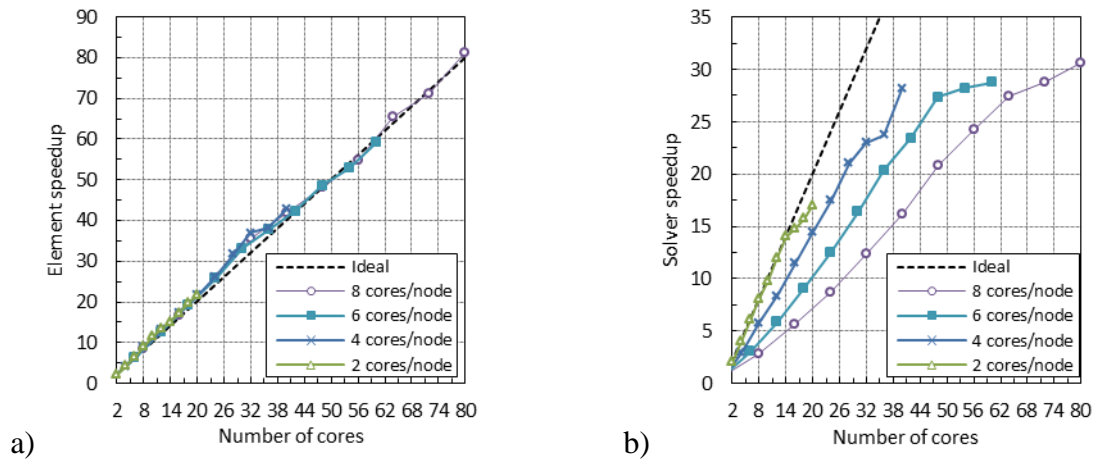 90
80
70
60
50
40
30
20
10
0
Element speedup
Ideal
8 cores/node
6 cores/node
4 cores/node
2 cores/node
2 8 14 20 26 32 38 44 50 56 62 68 74 80
Number of cores
a)
35
30
25
20
15
10
5
0
Solver speedup
Ideal
8 cores/node
6 cores/node
4 cores/node
2 cores/node
2 8 14 20 26 32 38 44 50 56 62 68 74 80
Number of cores
b)